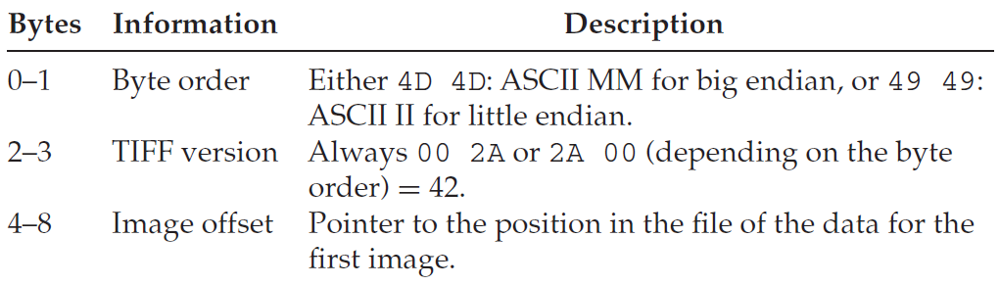 Bytes Information Description
0–1 Byte order Either 4D 4D: ASCII MM for big endian, or 49 49:
ASCII II for little endian.
2–3 TIFF version Always 00 2A or 2A 00 (depending on the byte
order) = 42.
4–8 Image offset Pointer to the position in the file of the data for the
first image.